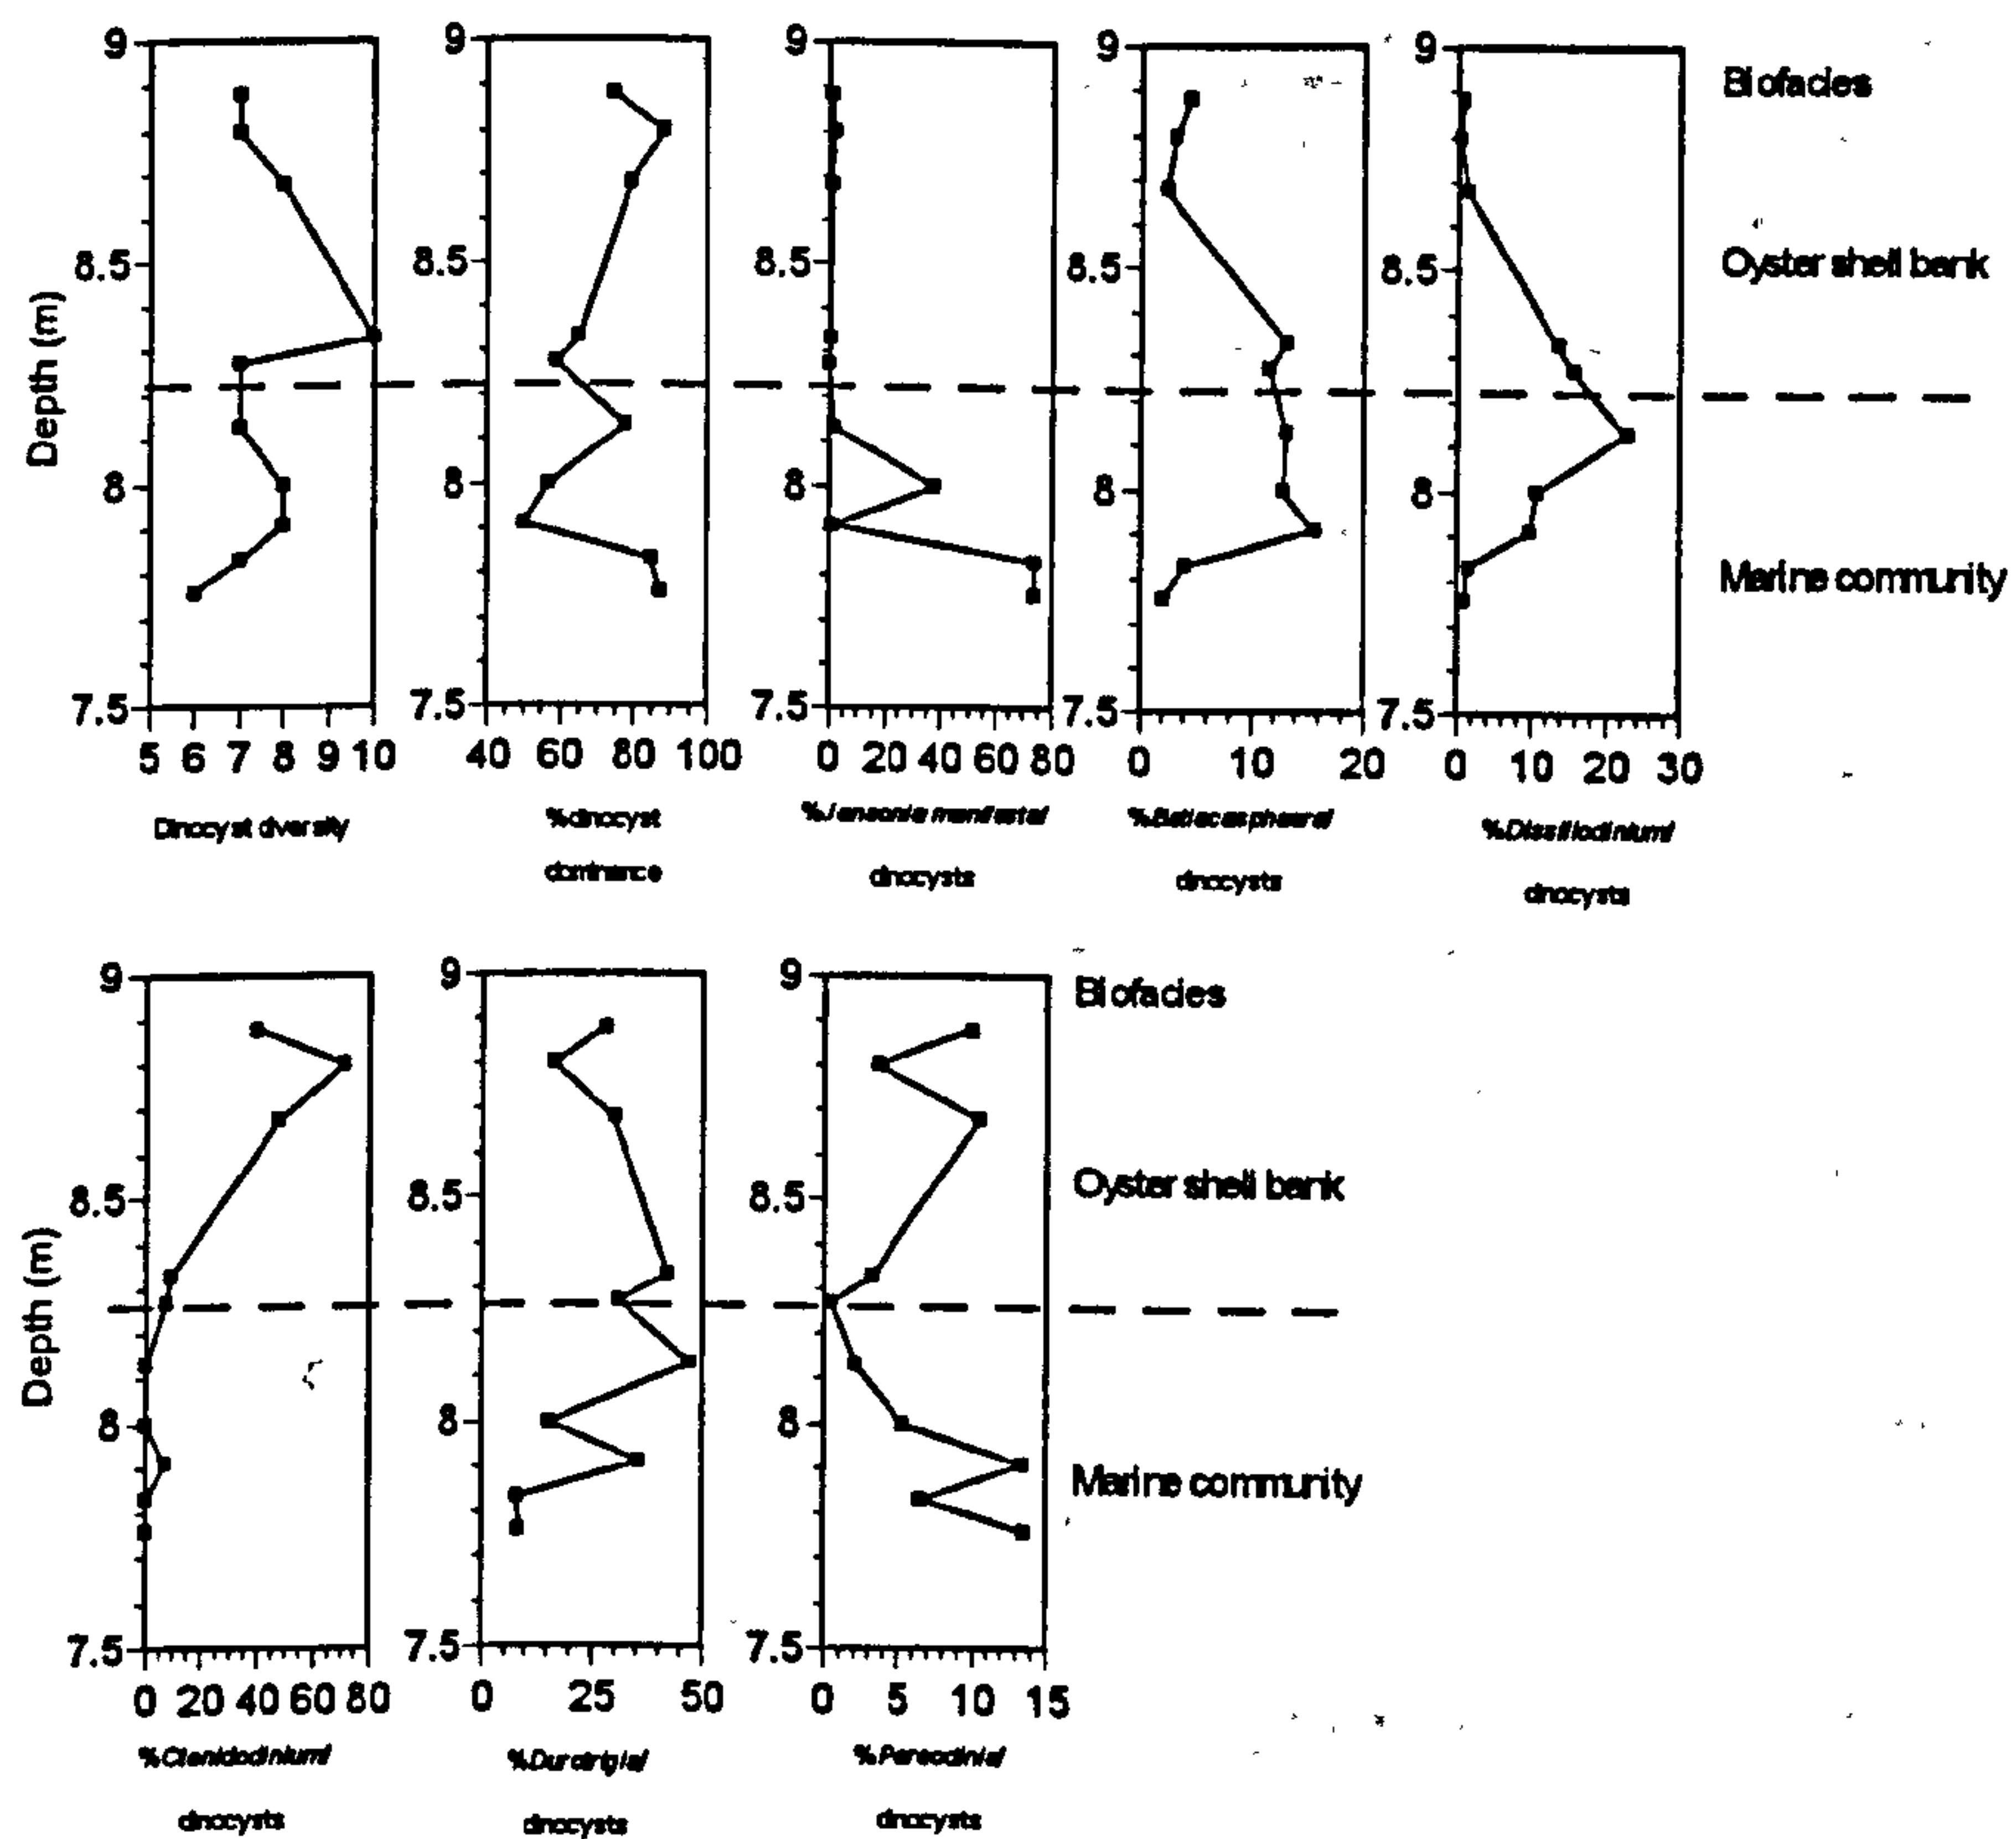 9 9 9 9 9
Biofacies
8.5 8.5 8.5 8.5 8.5
Oyster shell bank
Depth (m)
8 8 8 8 8
Marine community
7.5 7.5 7.5 7.5 7.5
5 6 7 8 9 10 40 60 80 100 0 20 40 60 80 0 10 20 0 10 20 30
Dinocyst diversity %dinocyst
dominance dinocysts dinocysts dinocysts
9 9 9
Biofacies
8.5 8.5 8.5
Oyster shell bank
Depth (m)
8 8 8
Marine community
7.5 7.5 7.5
0 20 40 60 80 0 25 50 0 5 10 15
%Ctenidodinium/ %Durotrigia/ %Pareodinia/
dinocysts dinocysts dinocysts